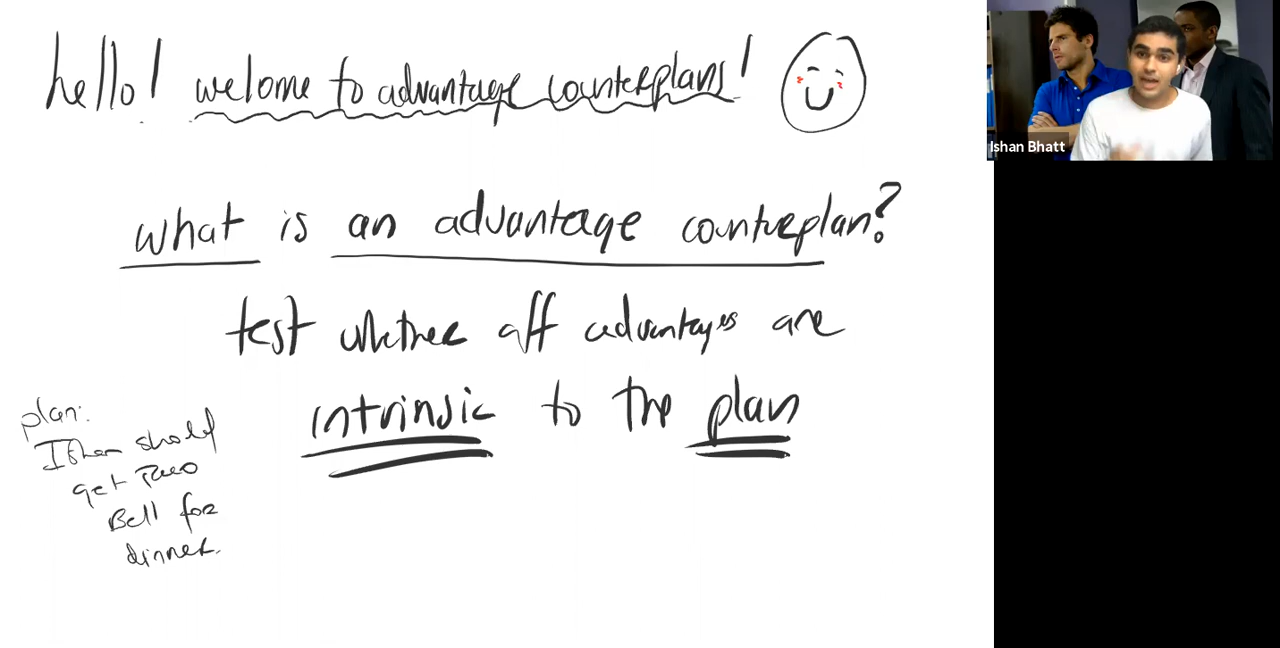 hello! welome to advantage counterplans!
what is an advantage counterplan?
test whether aff advantages are
intrinsic to the plan
plan:
Ishan should
get Taco
Bell for
dinner.
Ishan Bhatt